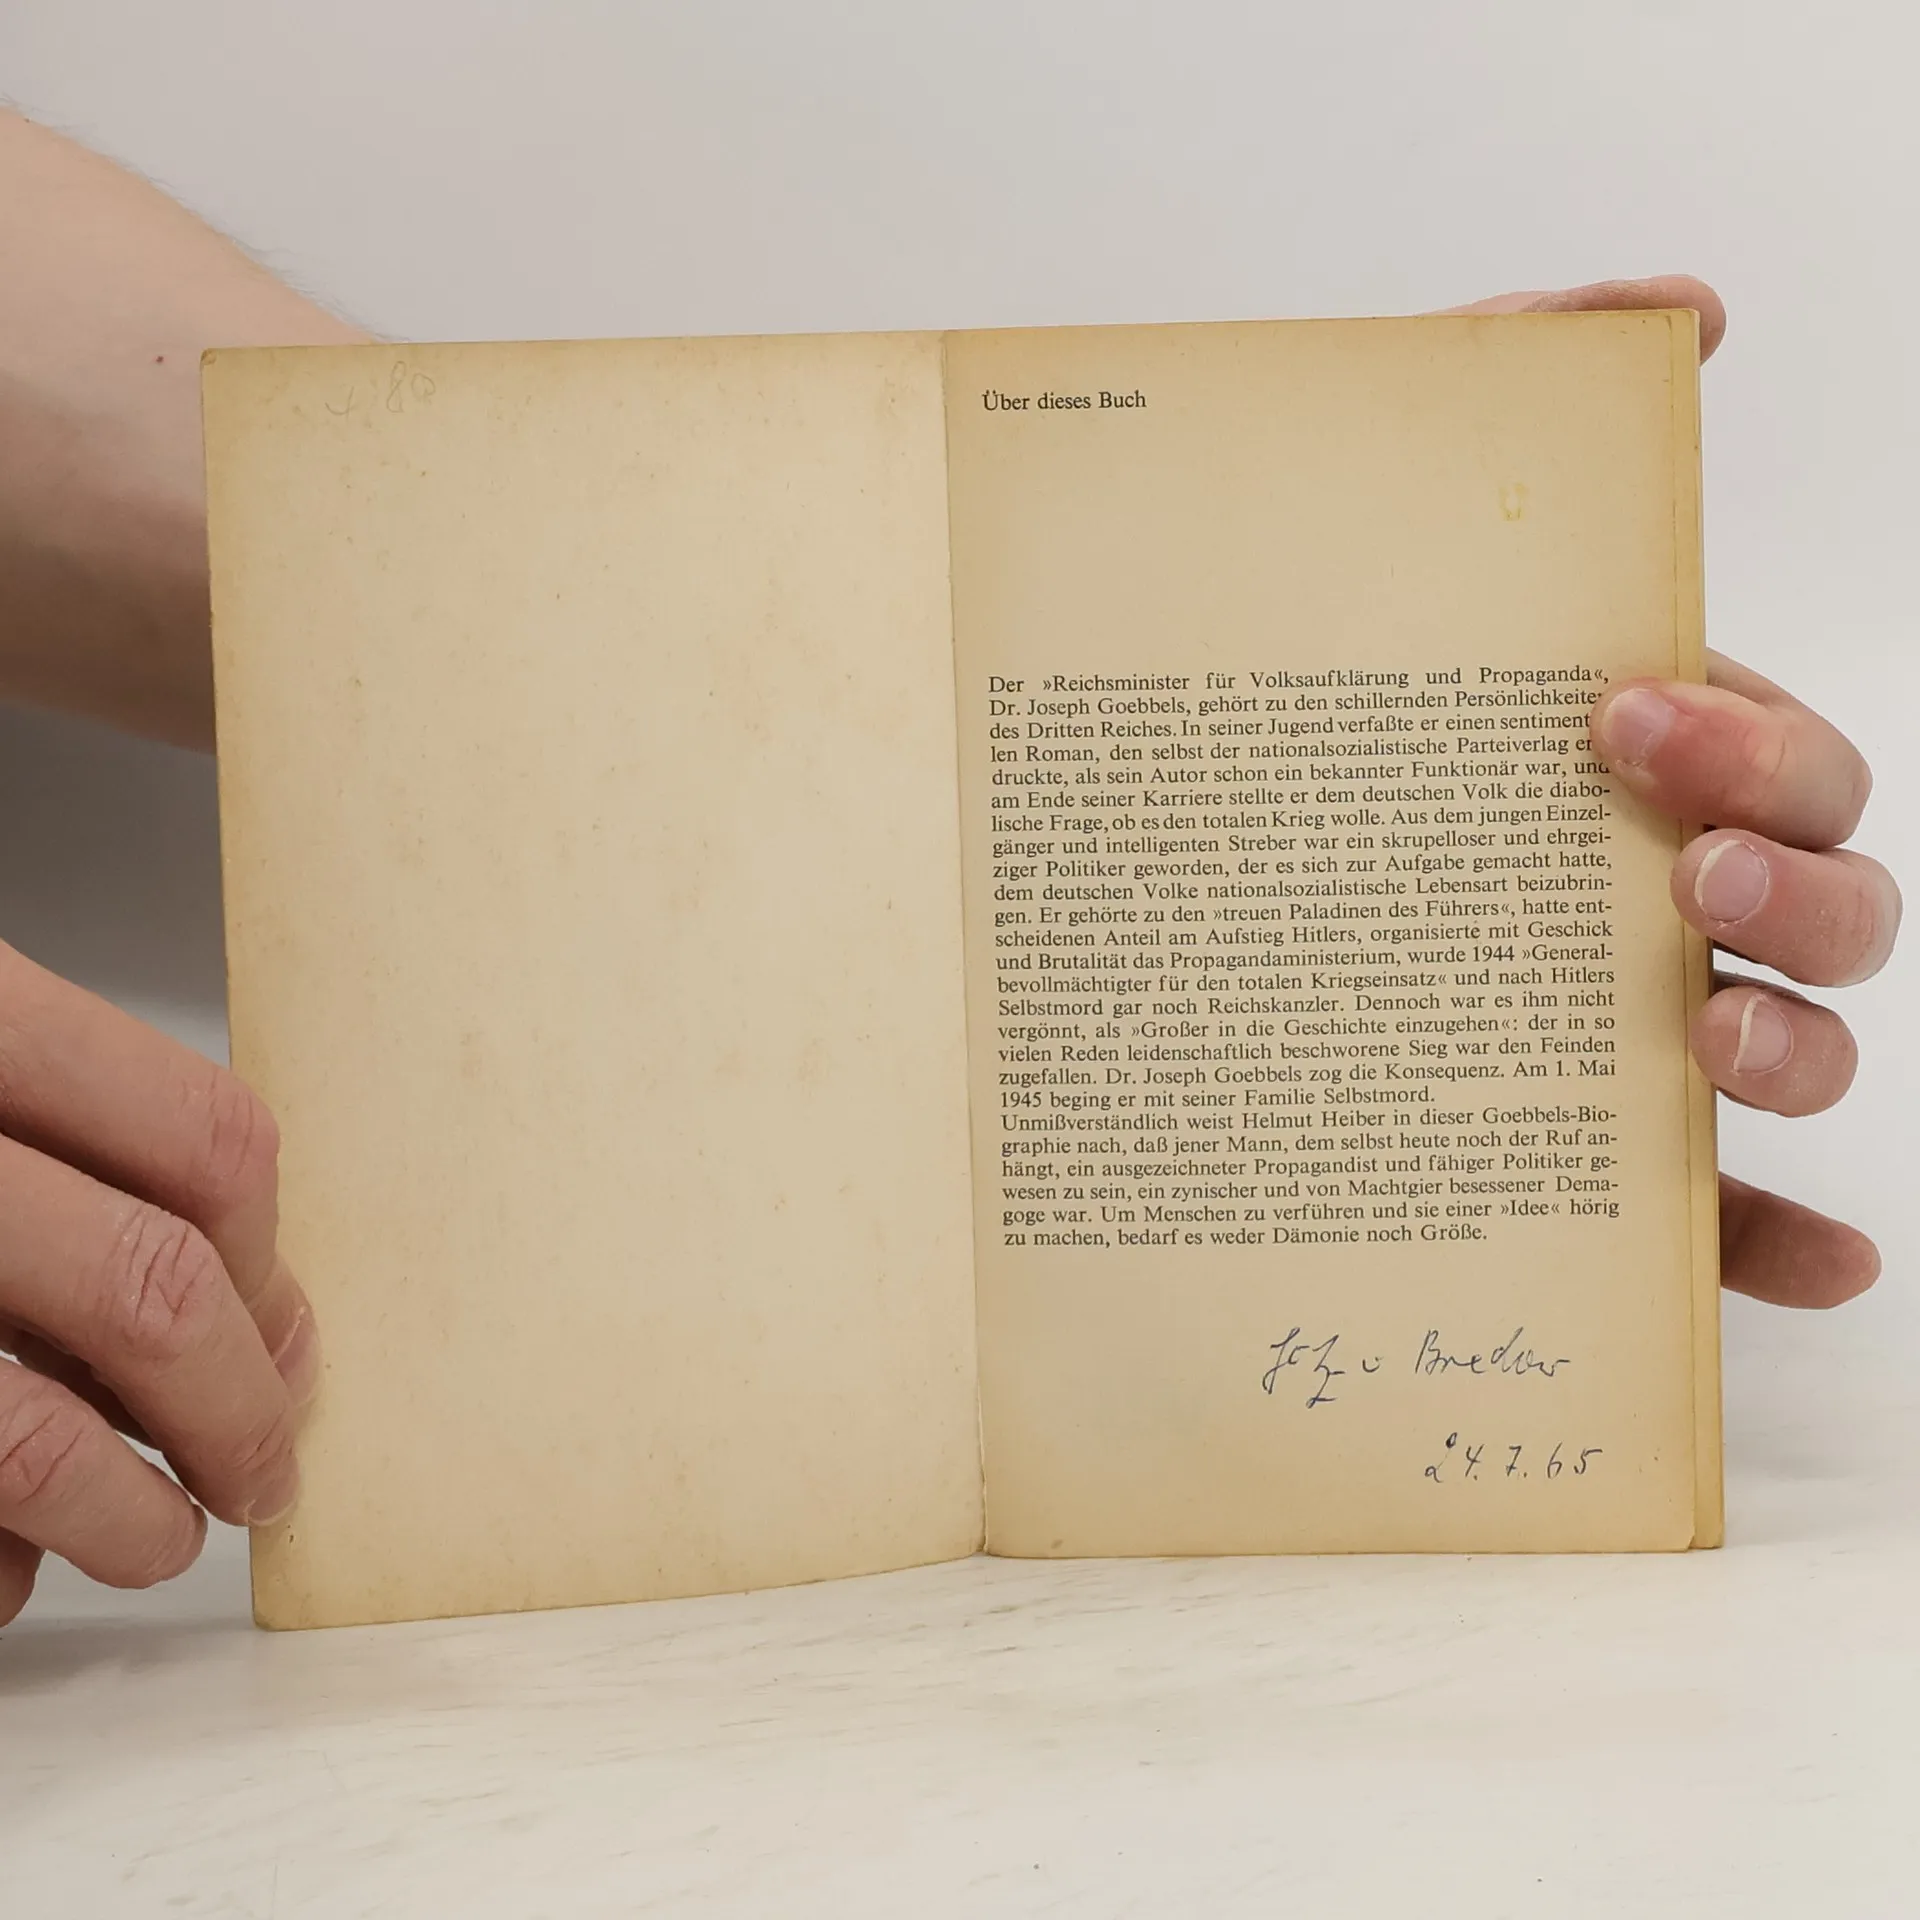 80
Über dieses Buch
Der »Reichsminister für Volksaufklärung und Propaganda«,
Dr. Joseph Goebbels, gehört zu den schillernden Persönlichkeite
des Dritten Reiches. In seiner Jugend verfaßte er einen sentiment
len Roman, den selbst der nationalsozialistische Parteiverlag er
druckte, als sein Autor schon ein bekannter Funktionär war, und
am Ende seiner Karriere stellte er dem deutschen Volk die diabo-
lische Frage, ob es den totalen Krieg wolle. Aus dem jungen Einzel-
gänger und intelligenten Streber war ein skrupelloser und ehrgei-
ziger Politiker geworden, der es sich zur Aufgabe gemacht hatte,
dem deutschen Volke nationalsozialistische Lebensart beizubrin-
gen. Er gehörte zu den »treuen Paladinen des Führers«, hatte ent-
scheidenen Anteil am Aufstieg Hitlers, organisierte mit Geschick
und Brutalität das Propagandaministerium, wurde 1944 »General-
bevollmächtigter für den totalen Kriegseinsatz« und nach Hitlers
Selbstmord gar noch Reichskanzler. Dennoch war es ihm nicht
vergönnt, als »Großer in die Geschichte einzugehen«: der in so
vielen Reden leidenschaftlich beschworene Sieg war den Feinden
zugefallen. Dr. Joseph Goebbels zog die Konsequenz. Am 1. Mai
1945 beging er mit seiner Familie Selbstmord.
Unmißverständlich weist Helmut Heiber in dieser Goebbels-Bio-
graphie nach, daß jener Mann, dem selbst heute noch der Ruf an-
hängt, ein ausgezeichneter Propagandist und fähiger Politiker ge-
wesen zu sein, ein zynischer und von Machtgier besessener Dema-
goge war. Um Menschen zu verführen und sie einer »Idee« hörig
zu machen, bedarf es weder Dämonie noch Größe.
v Bredow
24. 7. 65